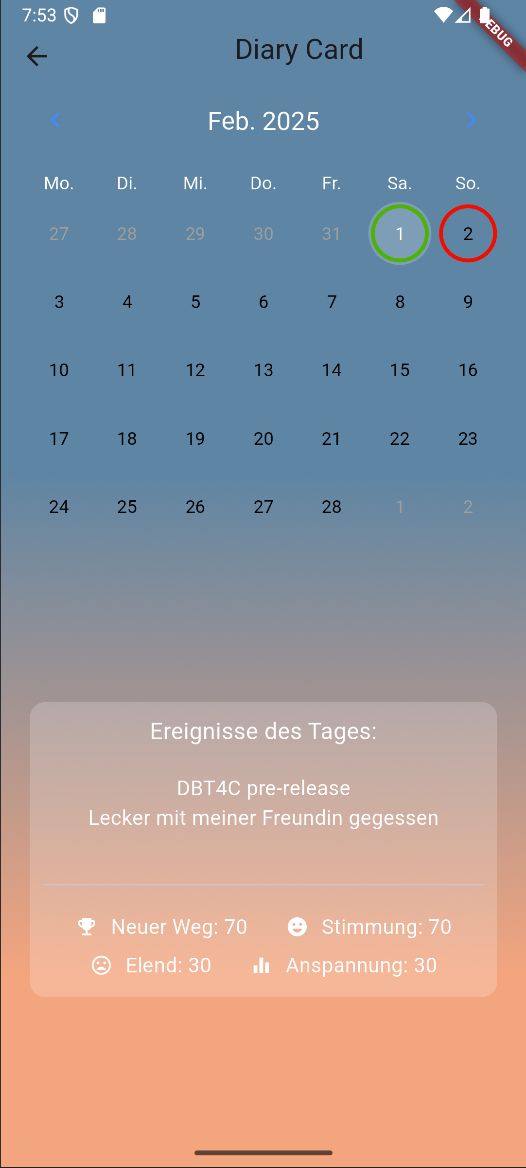 7:53
DEBUG
Diary Card
Feb. 2025
Mo. Di. Mi. Do. Fr. Sa. So.
27 28 29 30 31 1 2
3 4 5 6 7 8 9
10 11 12 13 14 15 16
17 18 19 20 21 22 23
24 25 26 27 28 1 2
Ereignisse des Tages:
DBT4C pre-release
Lecker mit meiner Freundin gegessen
Neuer Weg: 70 Stimmung: 70
Elend: 30 Anspannung: 30